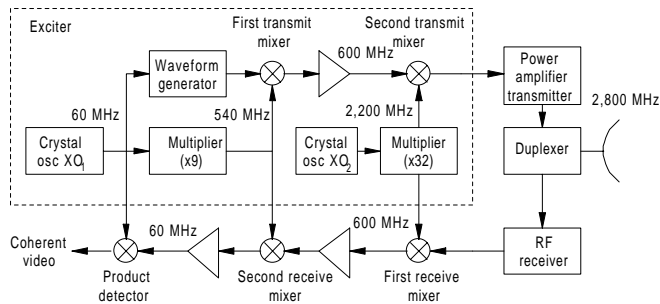 Exciter
First transmit
mixer
Second transmit
mixer
600 MHz
Waveform
generator
Power
amplifier
transmitter
60 MHz
540 MHz
2,200 MHz
2,800 MHz
Crystal
osc XO1
Multiplier
(x9)
Crystal
osc XO2
Multiplier
(x32)
Duplexer
60 MHz
600 MHz
Coherent
video
Product
detector
Second receive
mixer
First receive
mixer
RF
receiver